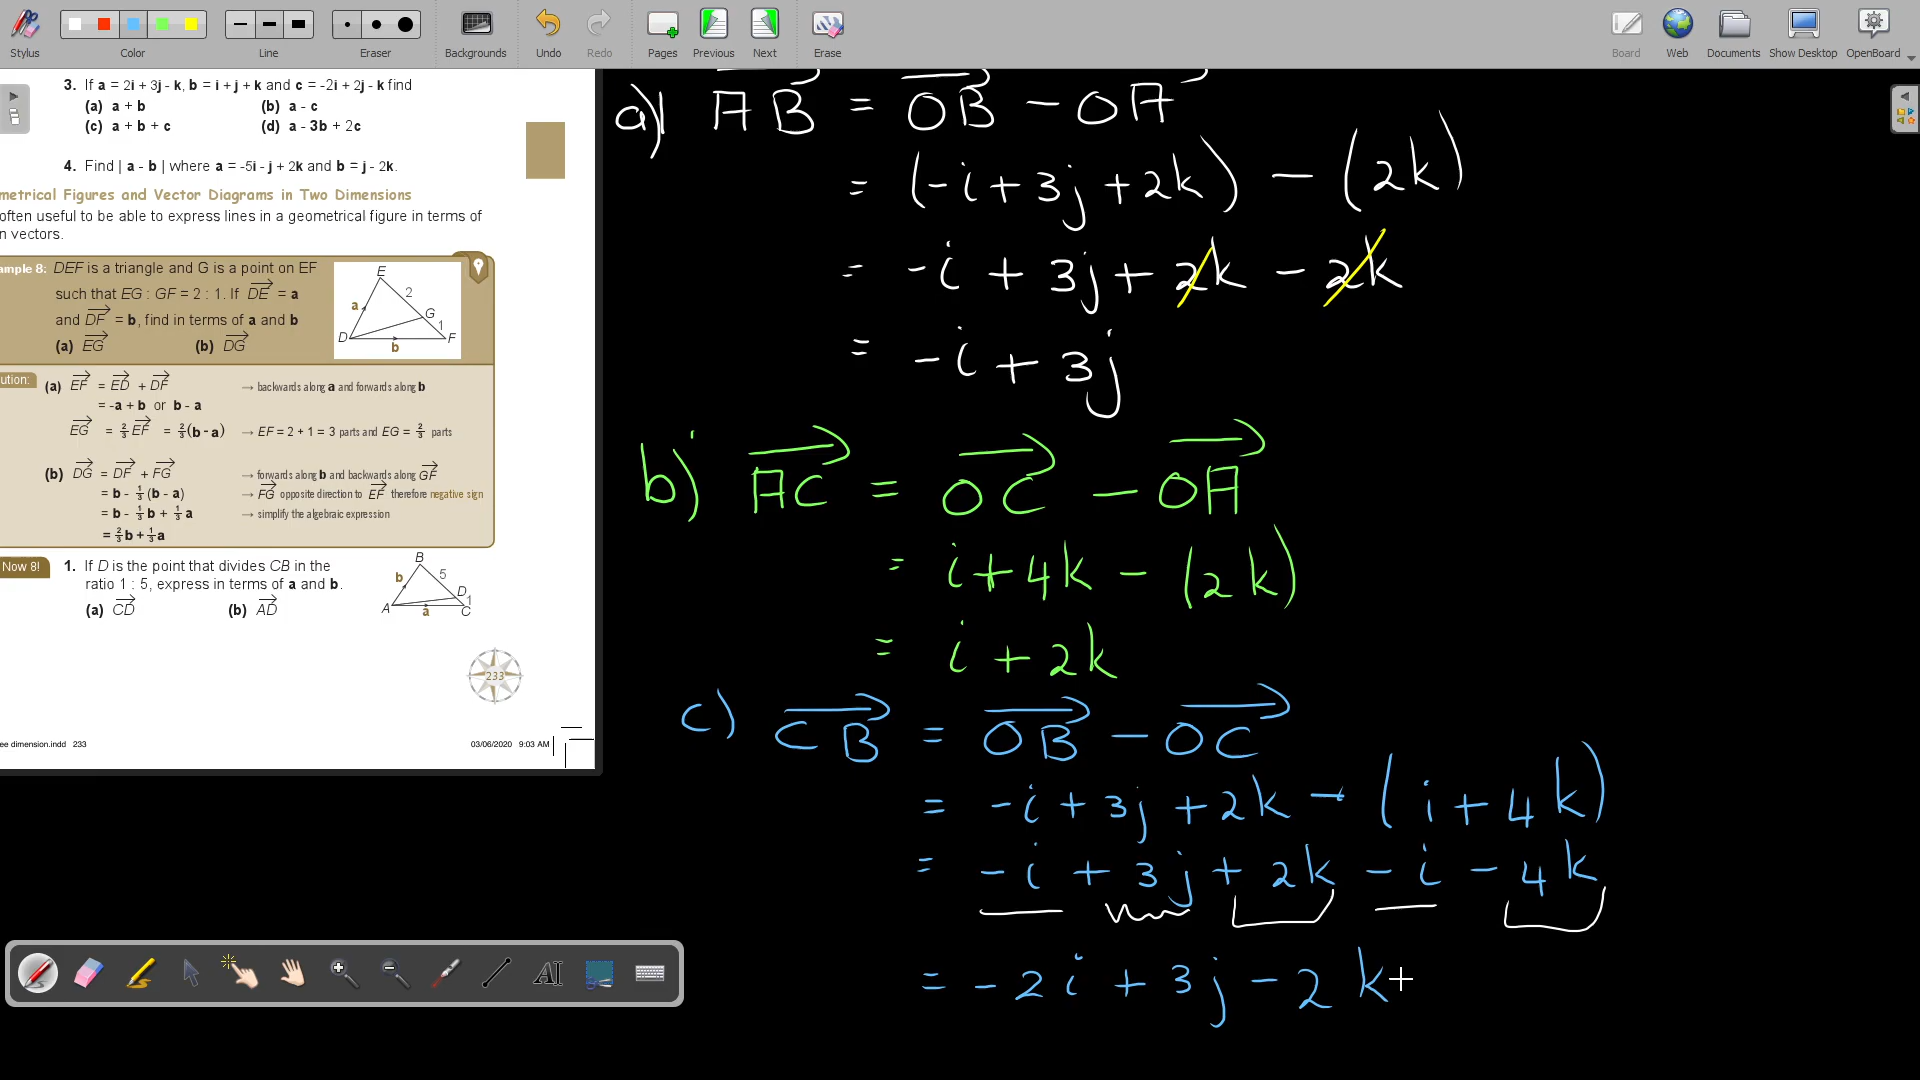 Stylus Color Line Eraser Backgrounds Undo Redo Pages Previous Next Erase Board Web Documents Show Desktop OpenBoard
3. If a = 2i + 3j - k, b = i + j + k and c = -2i + 2j - k find
(a) a + b (b) a - c
(c) a + b + c (d) a - 3b + 2c
4. Find | a - b | where a = -5i - j + 2k and b = j - 2k.
metrical Figures and Vector Diagrams in Two Dimensions
often useful to be able to express lines in a geometrical figure in terms of
n vectors.
ample 8: DEF is a triangle and G is a point on EF
such that EG : GF = 2 : 1. If DE = a
and DF = b, find in terms of a and b
(a) EG (b) DG
E
2
a
G
1
D
F
b
ution:
(a) EF = ED + DF → backwards along a and forwards along b
= -a + b or b - a
EG = 2/3 EF = 2/3(b - a) → EF = 2 + 1 = 3 parts and EG = 2/3 parts
(b) DG = DF + FG → forwards along b and backwards along GF
= b - 1/3 (b - a) → FG opposite direction to EF therefore negative sign
= b - 1/3 b + 1/3 a → simplify the algebraic expression
= 2/3 b + 1/3 a
Now 8! 1. If D is the point that divides CB in the
ratio 1 : 5, express in terms of a and b.
(a) CD (b) AD
B
b
5
D
1
A
a
C
233
ee dimension.indd 233 03/06/2020 9:03 AM
a) AB = OB - OA
= (-i + 3j + 2k) - (2k)
= -i + 3j + 2k - 2k
= -i + 3j
b) AC = OC - OA
= i + 4k - (2k)
= i + 2k
c) CB = OB - OC
= -i + 3j + 2k - (i + 4k)
= -i + 3j + 2k - i - 4k
= -2i + 3j - 2k